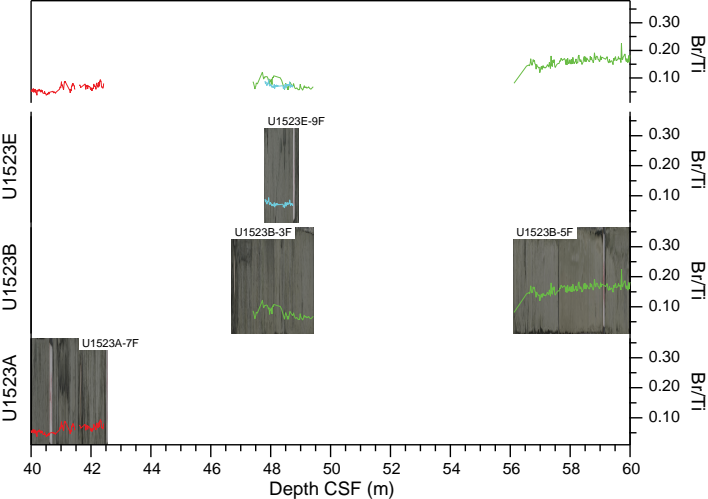 0.30
0.20
0.10
Br/Ti
U1523E-9F
0.30
0.20
0.10
Br/Ti
U1523E
U1523B-3F
U1523B-5F
0.30
0.20
0.10
Br/Ti
U1523B
U1523A-7F
0.30
0.20
0.10
Br/Ti
U1523A
40 42 44 46 48 50 52 54 56 58 60
Depth CSF (m)